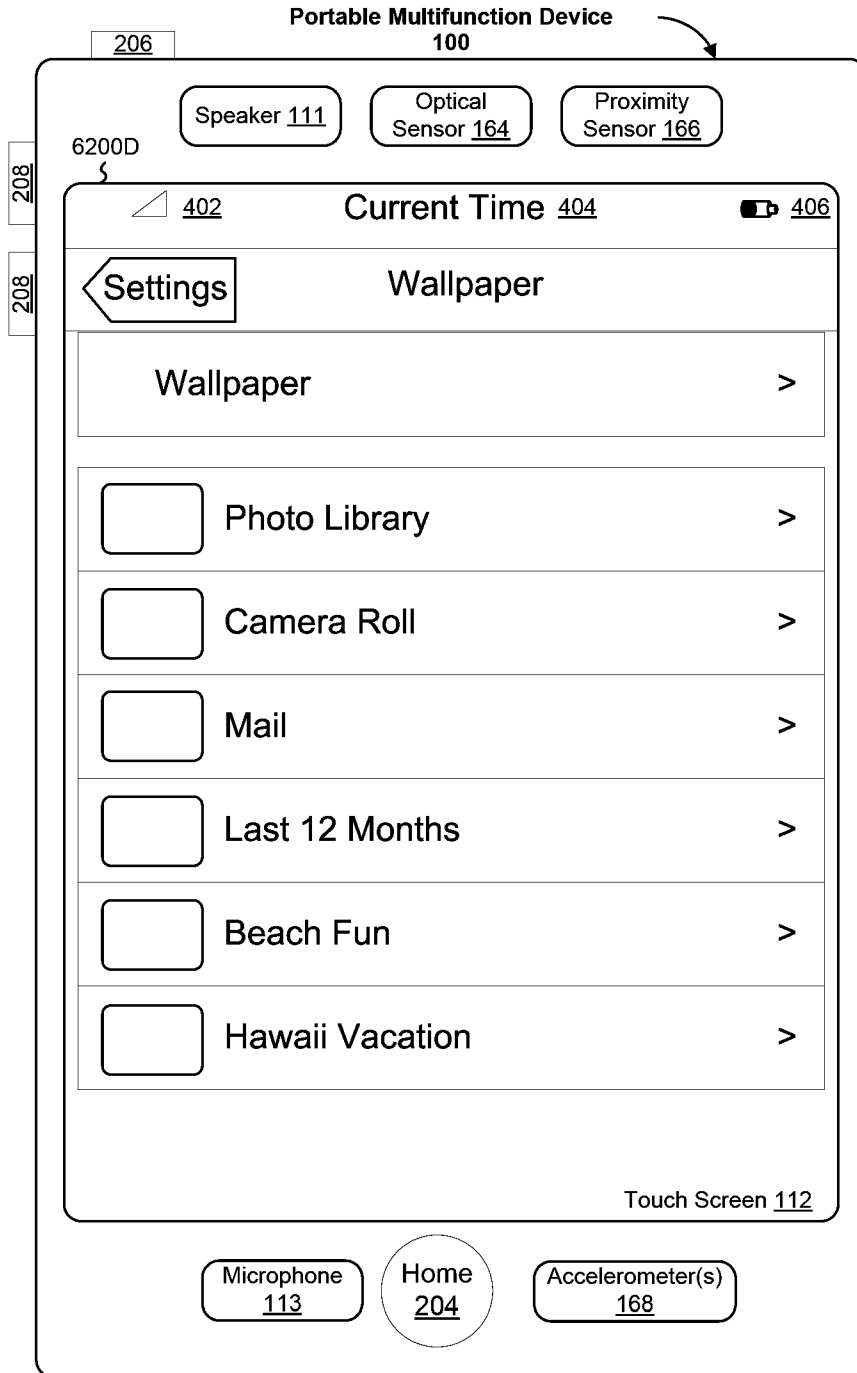 Portable Multifunction Device
100
206
Speaker 111
Optical
Sensor 164
Proximity
Sensor 166
6200D
208
208
402
Current Time 404
406
Settings
Wallpaper
Wallpaper >
Photo Library >
Camera Roll >
Mail >
Last 12 Months >
Beach Fun >
Hawaii Vacation >
Touch Screen 112
Microphone
113
Home
204
Accelerometer(s)
168